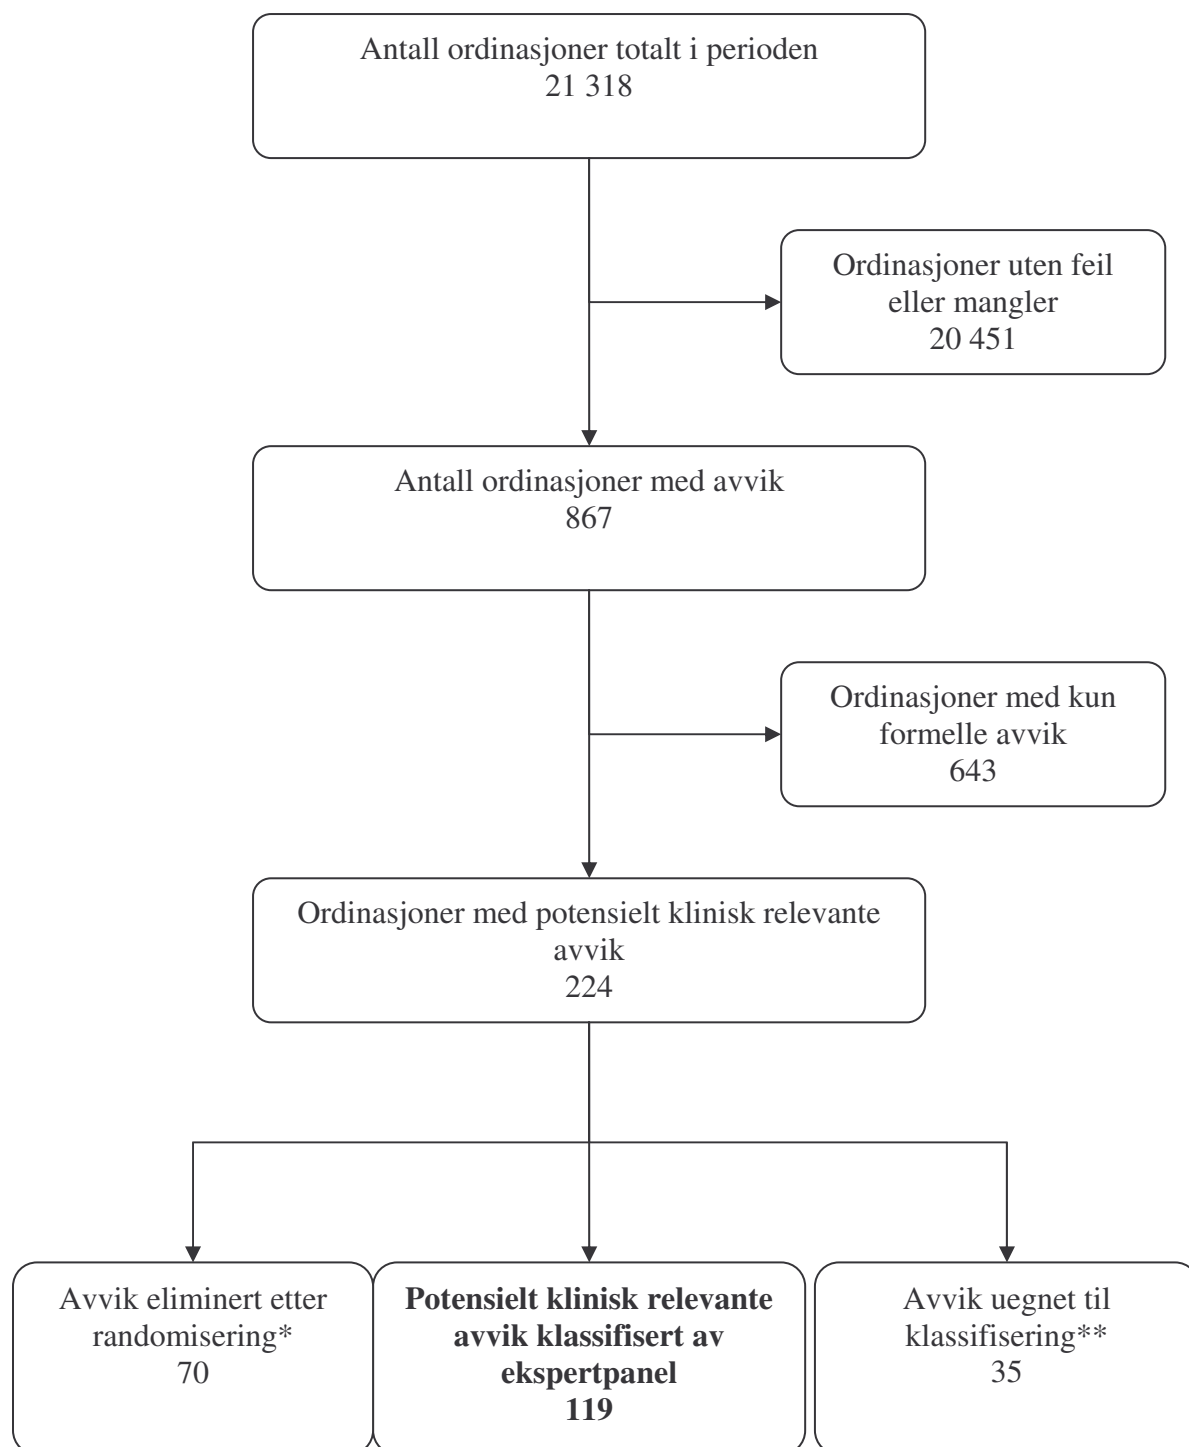 Antall ordinasjoner totalt i perioden
21 318
Ordinasjoner uten feil
eller mangler
20 451
Antall ordinasjoner med avvik
867
Ordinasjoner med kun
formelle avvik
643
Ordinasjoner med potensielt klinisk relevante
avvik
224
Avvik eliminert etter
randomisering*
70
Potensielt klinisk relevante
avvik klassifisert av
ekspertpanel
119
Avvik uegnet til
klassifisering**
35